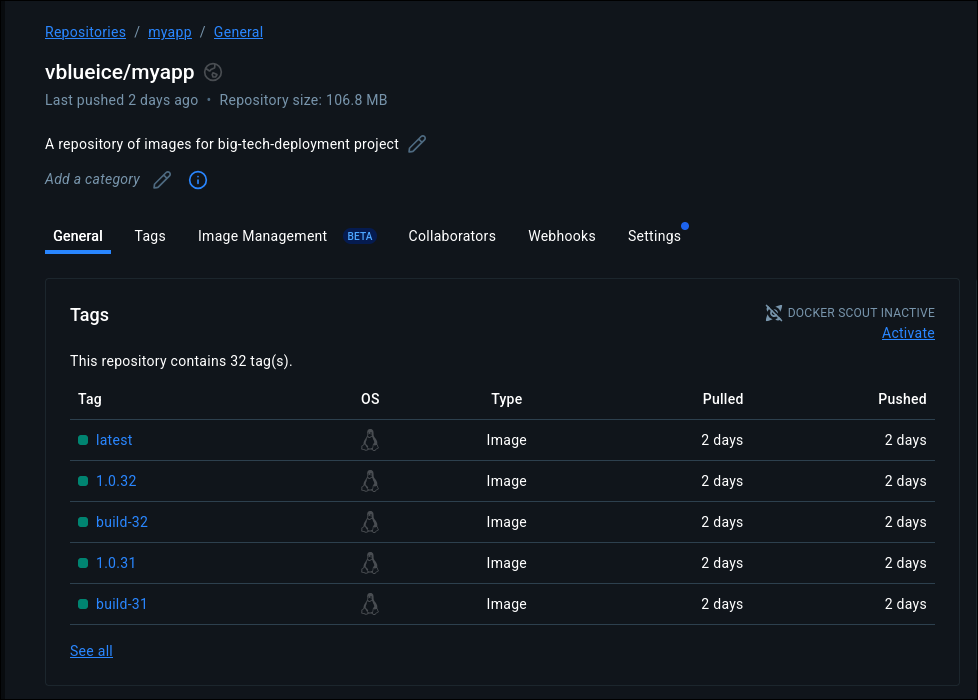 Repositories / myapp / General
vblueice/myapp
Last pushed 2 days ago • Repository size: 106.8 MB
A repository of images for big-tech-deployment project
Add a category
General Tags Image Management BETA Collaborators Webhooks Settings
Tags
DOCKER SCOUT INACTIVE
Activate
This repository contains 32 tag(s).
Tag OS Type Pulled Pushed
latest Image 2 days 2 days
1.0.32 Image 2 days 2 days
build-32 Image 2 days 2 days
1.0.31 Image 2 days 2 days
build-31 Image 2 days 2 days
See all